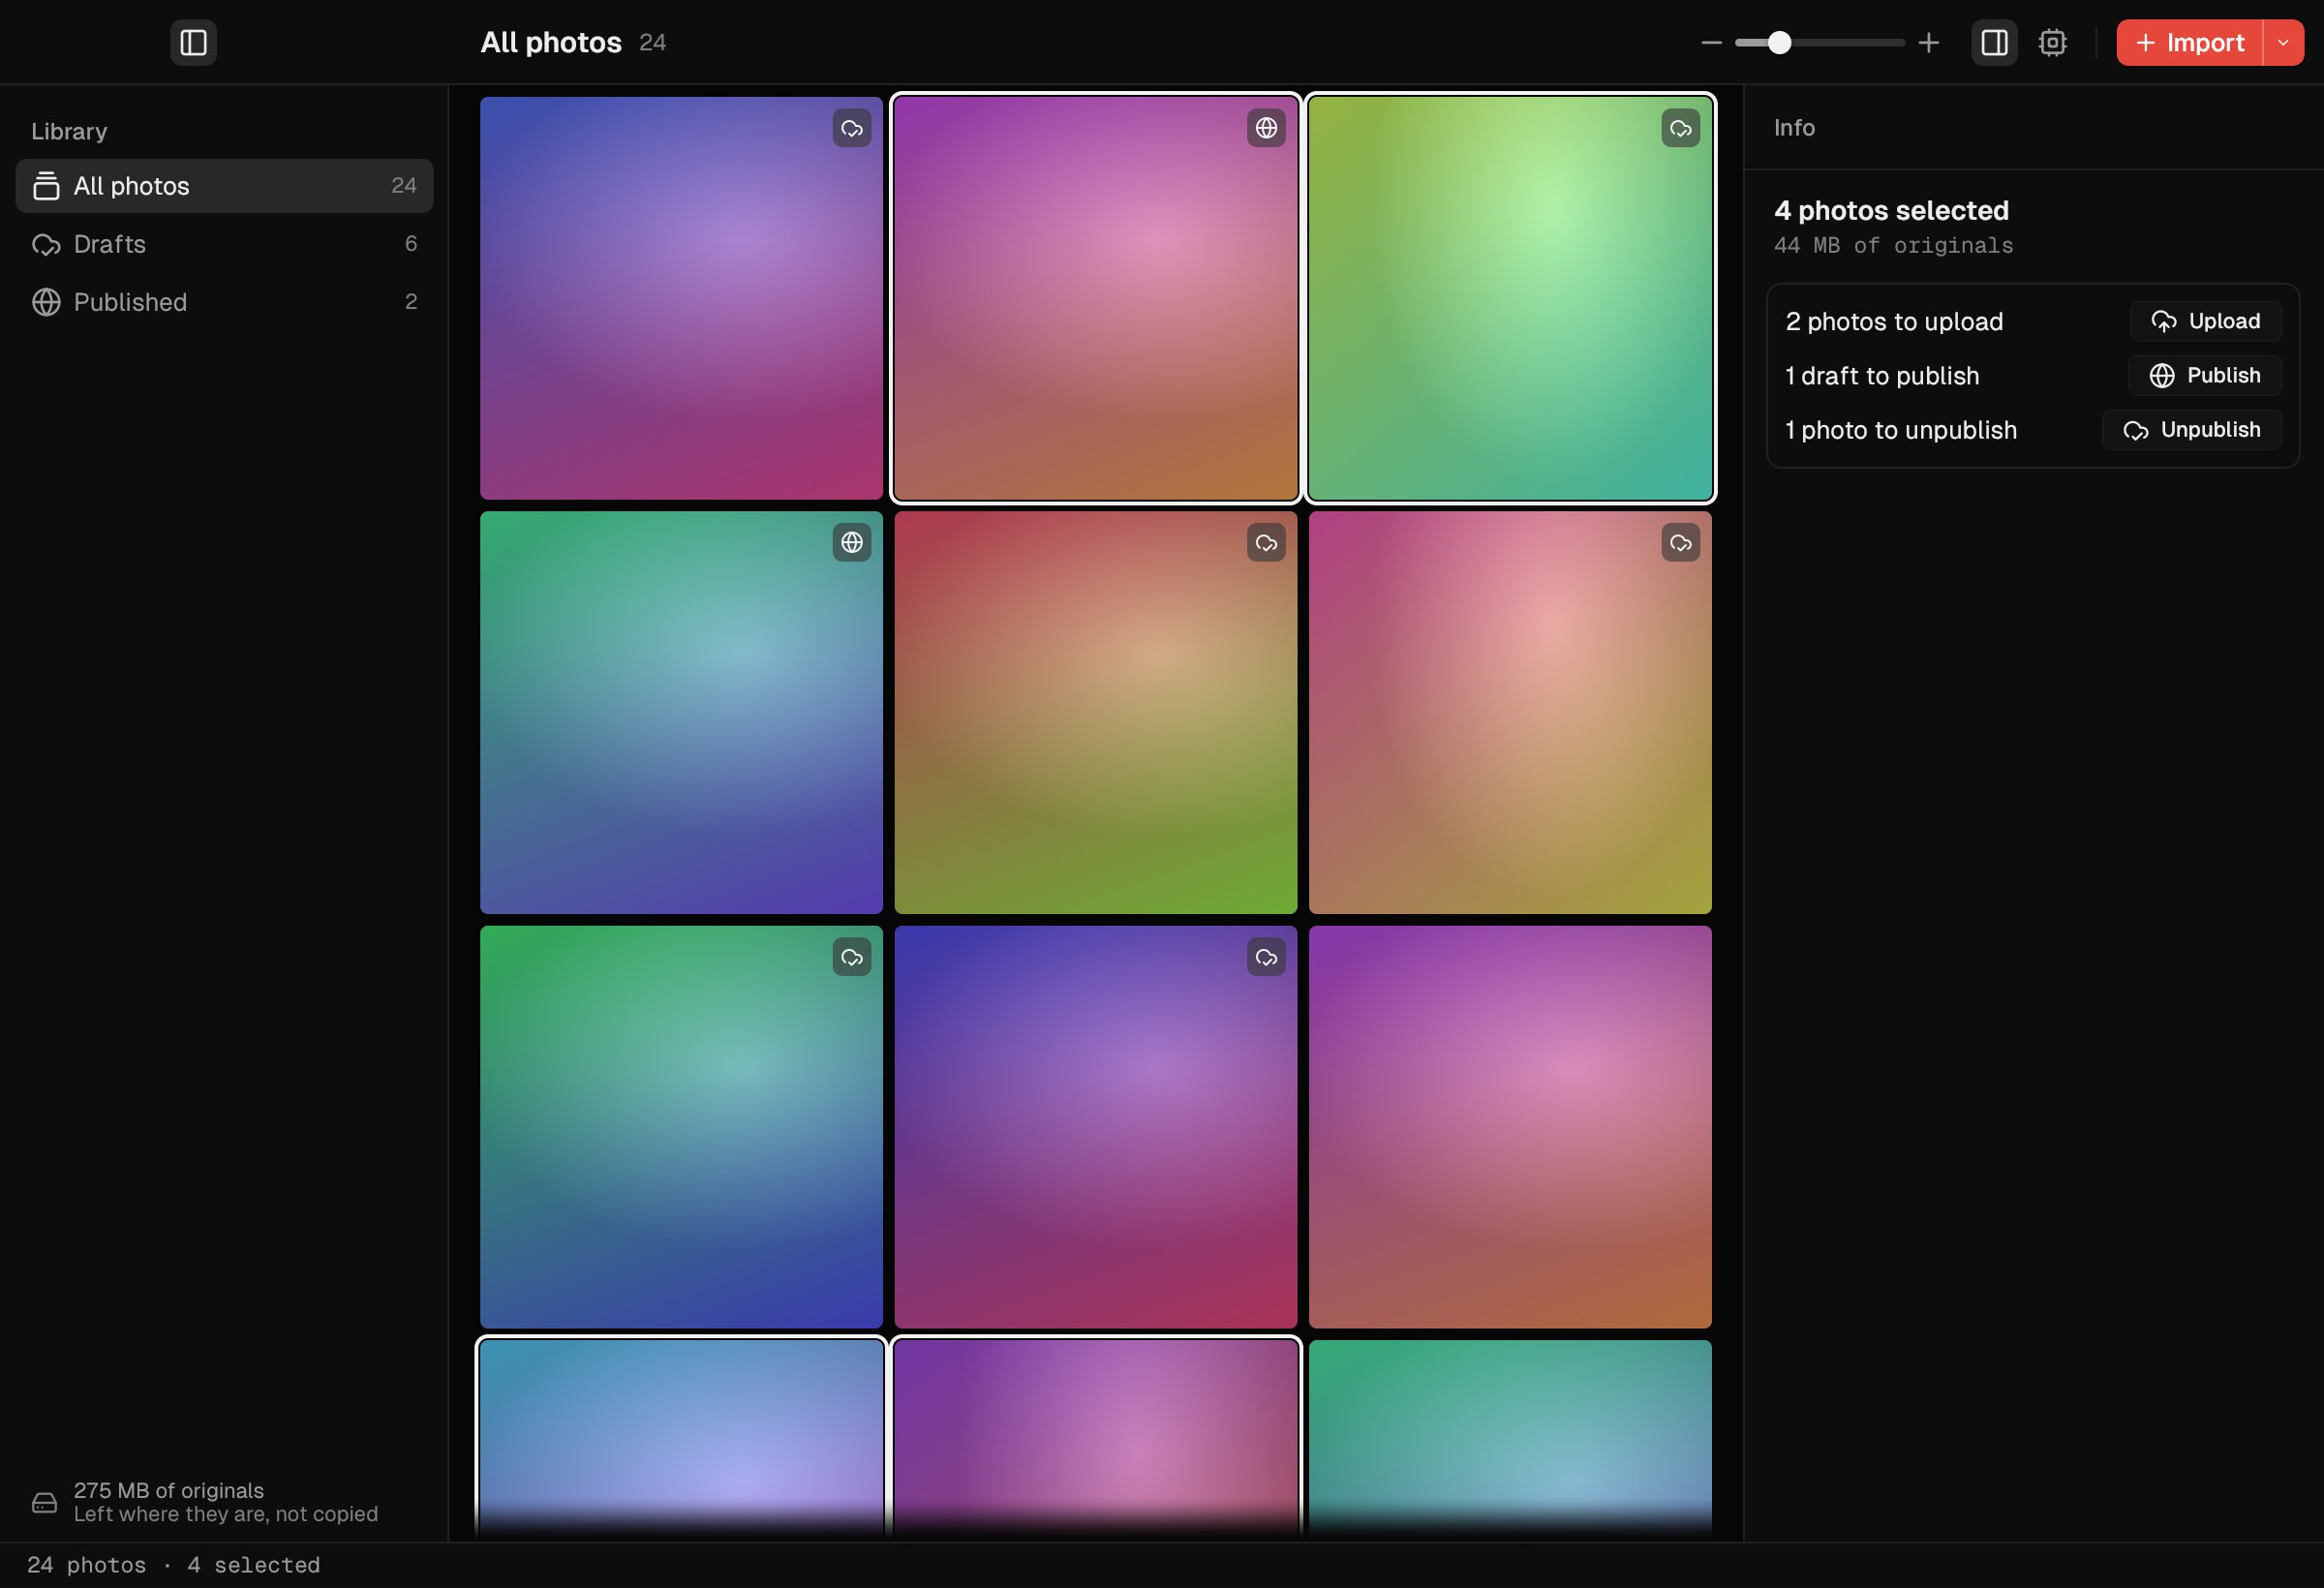 All photos 24
Import
Library
All photos 24
Drafts 6
Published 2
275 MB of originals
Left where they are, not copied
Info
4 photos selected
44 MB of originals
2 photos to upload Upload
1 draft to publish Publish
1 photo to unpublish Unpublish
24 photos · 4 selected